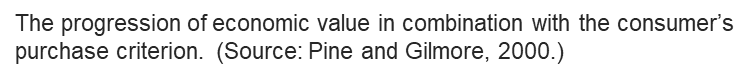 The progression of economic value in combination with the consumer's
purchase criterion. (Source: Pine and Gilmore, 2000.)